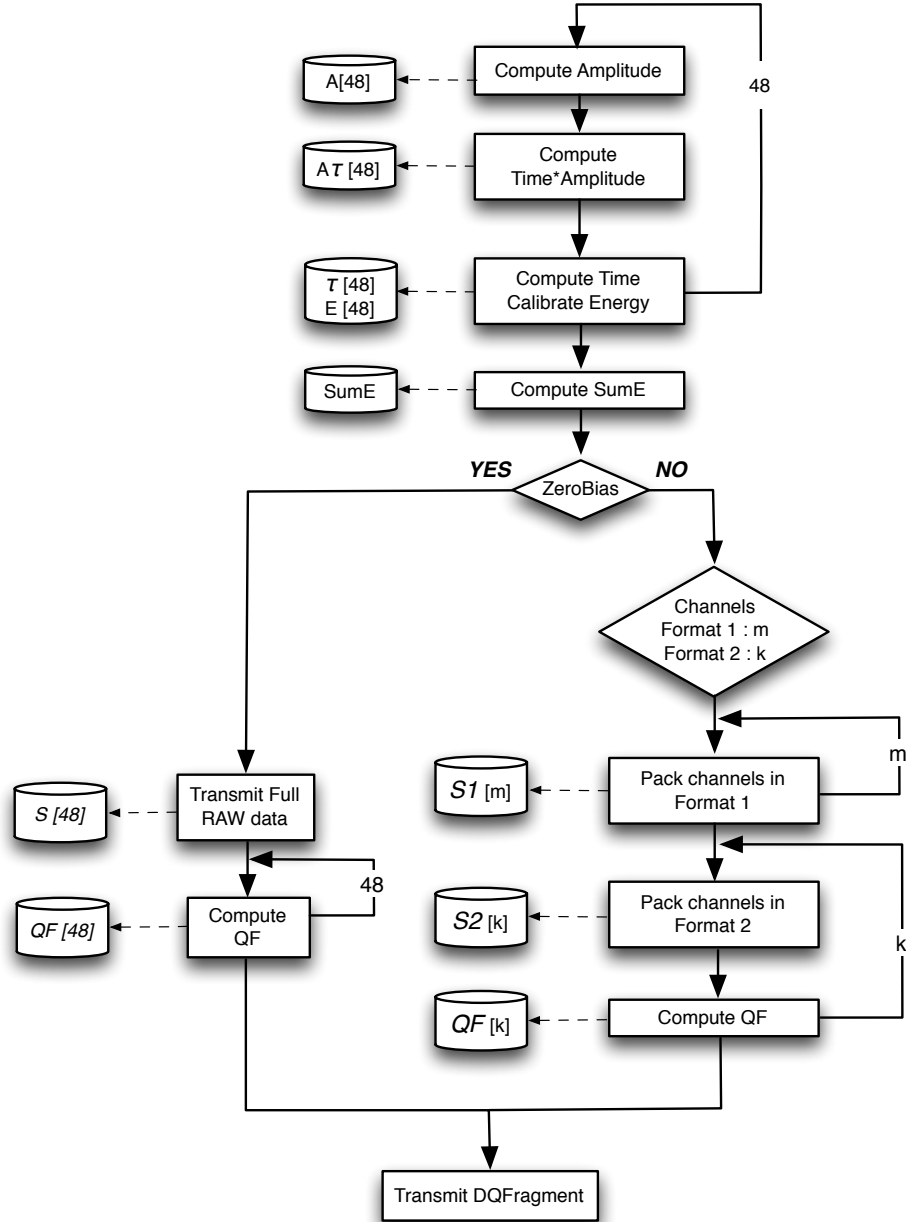 A[48]
Compute Amplitude
48
Aτ [48]
Compute
Time*Amplitude
τ [48]
E [48]
Compute Time
Calibrate Energy
SumE
Compute SumE
YES
NO
ZeroBias
Channels
Format 1 : m
Format 2 : k
m
S1 [m]
Pack channels in
Format 1
S [48]
Transmit Full
RAW data
48
QF [48]
Compute
QF
S2 [k]
Pack channels in
Format 2
k
QF [k]
Compute QF
Transmit DQFragment